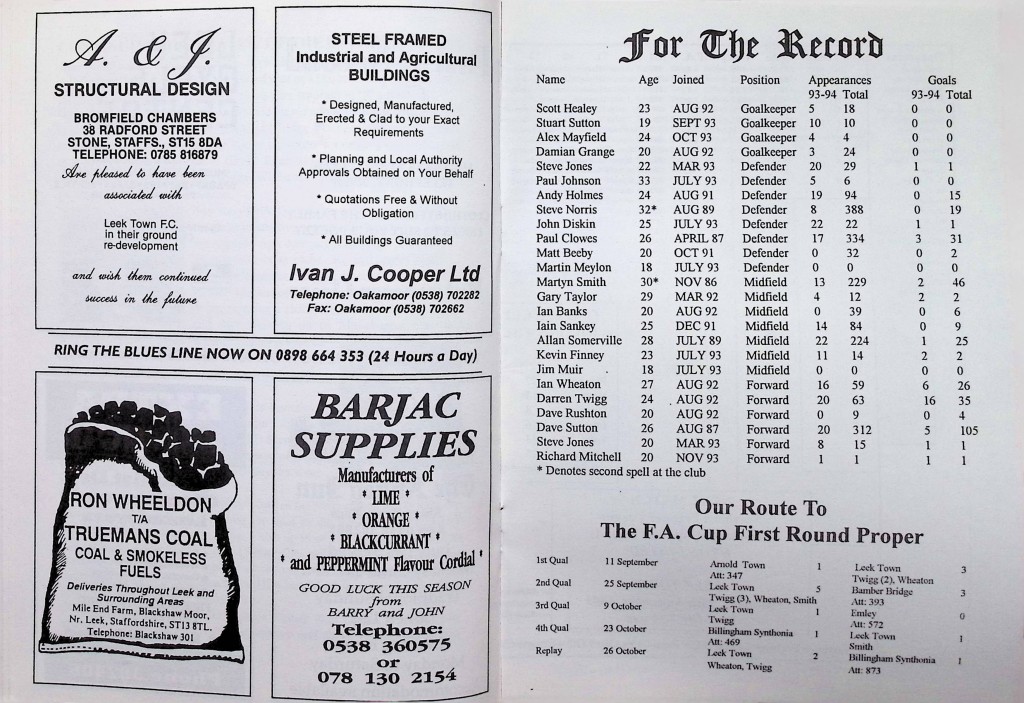 A. & J.
STRUCTURAL DESIGN
BROMFIELD CHAMBERS
38 RADFORD STREET
STONE, STAFFS., ST15 8DA
TELEPHONE: 0785 816879
Are pleased to have been
associated with
Leek Town F.C.
in their ground
re-development
and wish them continued
success in the future
STEEL FRAMED
Industrial and Agricultural
BUILDINGS
* Designed, Manufactured,
Erected & Clad to your Exact
Requirements
* Planning and Local Authority
Approvals Obtained on Your Behalf
* Quotations Free & Without
Obligation
* All Buildings Guaranteed
Ivan J. Cooper Ltd
Telephone: Oakamoor (0538) 702282
Fax: Oakamoor (0538) 702662
RING THE BLUES LINE NOW ON 0898 664 353 (24 Hours a Day)
RON WHEELDON
T/A
TRUEMANS COAL
COAL & SMOKELESS
FUELS
Deliveries Throughout Leek and
Surrounding Areas
Mile End Farm, Blackshaw Moor,
Nr. Leek, Staffordshire, ST13 8TL.
Telephone: Blackshaw 301
BARJAC
SUPPLIES
Manufacturers of
* LIME *
* ORANGE *
* BLACKCURRANT *
* and PEPPERMINT Flavour Cordial *
GOOD LUCK THIS SEASON
from
BARRY and JOHN
Telephone:
0538 360575
or
078 130 2154
For The Record
Name Age Joined Position Appearances Goals
93-94 Total 93-94 Total
Scott Healey 23 AUG 92 Goalkeeper 5 18 0 0
Stuart Sutton 19 SEPT 93 Goalkeeper 10 10 0 0
Alex Mayfield 24 OCT 93 Goalkeeper 4 4 0 0
Damian Grange 20 AUG 92 Goalkeeper 3 24 0 0
Steve Jones 22 MAR 93 Defender 20 29 1 1
Paul Johnson 33 JULY 93 Defender 5 6 0 0
Andy Holmes 24 AUG 91 Defender 19 94 0 15
Steve Norris 32* AUG 89 Defender 8 388 0 19
John Diskin 25 JULY 93 Defender 22 22 1 1
Paul Clowes 26 APRIL 87 Defender 17 334 3 31
Matt Beeby 20 OCT 91 Defender 0 32 0 2
Martin Meylon 18 JULY 93 Defender 0 0 0 0
Martyn Smith 30* NOV 86 Midfield 13 229 2 46
Gary Taylor 29 MAR 92 Midfield 4 12 2 2
Ian Banks 20 AUG 92 Midfield 0 39 0 6
Iain Sankey 25 DEC 91 Midfield 14 84 0 9
Allan Somerville 28 JULY 89 Midfield 22 224 1 25
Kevin Finney 23 JULY 93 Midfield 11 14 2 2
Jim Muir 18 JULY 93 Midfield 0 0 0 0
Ian Wheaton 27 AUG 92 Forward 16 59 6 26
Darren Twigg 24 AUG 92 Forward 20 63 16 35
Dave Rushton 20 AUG 92 Forward 0 9 0 4
Dave Sutton 26 AUG 87 Forward 20 312 5 105
Steve Jones 20 MAR 93 Forward 8 15 1 1
Richard Mitchell 20 NOV 93 Forward 1 1 1 1
* Denotes second spell at the club
Our Route To
The F.A. Cup First Round Proper
1st Qual 11 September Arnold Town 1 Leek Town 3
Att: 347 Twigg (2), Wheaton
2nd Qual 25 September Leek Town 5 Bamber Bridge 3
Twigg (3), Wheaton, Smith Att: 393
3rd Qual 9 October Leek Town 1 Emley 0
Twigg Att: 572
4th Qual 23 October Billingham Synthonia 1 Leek Town 1
Att: 469 Smith
Replay 26 October Leek Town 2 Billingham Synthonia 1
Wheaton, Twigg Att: 873